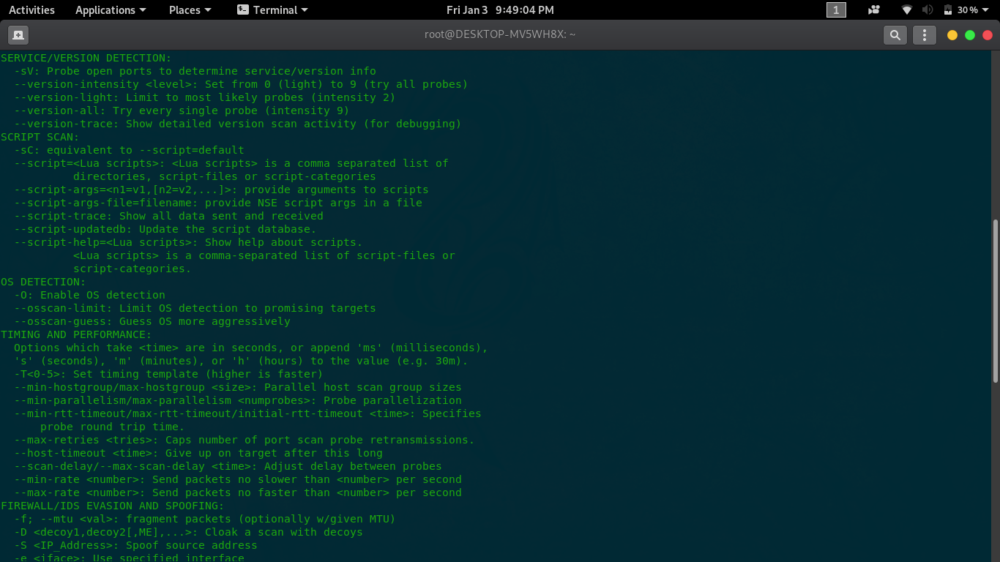 Activities Applications Places Terminal Fri Jan 3 9:49:04 PM 1 30 %
root@DESKTOP-MV5WH8X: ~
SERVICE/VERSION DETECTION:
  -sV: Probe open ports to determine service/version info
  --version-intensity <level>: Set from 0 (light) to 9 (try all probes)
  --version-light: Limit to most likely probes (intensity 2)
  --version-all: Try every single probe (intensity 9)
  --version-trace: Show detailed version scan activity (for debugging)
SCRIPT SCAN:
  -sC: equivalent to --script=default
  --script=<Lua scripts>: <Lua scripts> is a comma separated list of
           directories, script-files or script-categories
  --script-args=<n1=v1,[n2=v2,...]>: provide arguments to scripts
  --script-args-file=filename: provide NSE script args in a file
  --script-trace: Show all data sent and received
  --script-updatedb: Update the script database.
  --script-help=<Lua scripts>: Show help about scripts.
           <Lua scripts> is a comma-separated list of script-files or
           script-categories.
OS DETECTION:
  -O: Enable OS detection
  --osscan-limit: Limit OS detection to promising targets
  --osscan-guess: Guess OS more aggressively
TIMING AND PERFORMANCE:
  Options which take <time> are in seconds, or append 'ms' (milliseconds),
  's' (seconds), 'm' (minutes), or 'h' (hours) to the value (e.g. 30m).
  -T<0-5>: Set timing template (higher is faster)
  --min-hostgroup/max-hostgroup <size>: Parallel host scan group sizes
  --min-parallelism/max-parallelism <numprobes>: Probe parallelization
  --min-rtt-timeout/max-rtt-timeout/initial-rtt-timeout <time>: Specifies
      probe round trip time.
  --max-retries <tries>: Caps number of port scan probe retransmissions.
  --host-timeout <time>: Give up on target after this long
  --scan-delay/--max-scan-delay <time>: Adjust delay between probes
  --min-rate <number>: Send packets no slower than <number> per second
  --max-rate <number>: Send packets no faster than <number> per second
FIREWALL/IDS EVASION AND SPOOFING:
  -f; --mtu <val>: fragment packets (optionally w/given MTU)
  -D <decoy1,decoy2[,ME],...>: Cloak a scan with decoys
  -S <IP_Address>: Spoof source address
  -e <iface>: Use specified interface